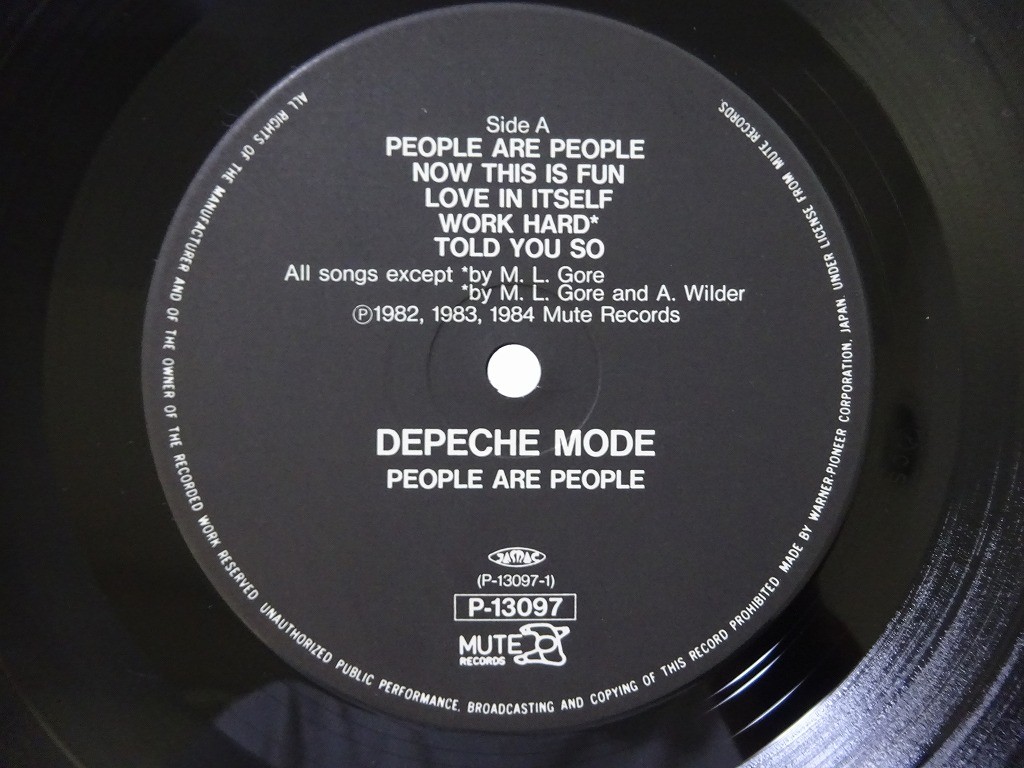 Side A
PEOPLE ARE PEOPLE
NOW THIS IS FUN
LOVE IN ITSELF
WORK HARD*
TOLD YOU SO
All songs except *by M. L. Gore
*by M. L. Gore and A. Wilder
Ⓟ1982, 1983, 1984 Mute Records
DEPECHE MODE
PEOPLE ARE PEOPLE
JASRAC
(P-13097-1)
P-13097
MUTE
RECORDS
ALL RIGHTS OF THE MANUFACTURER AND OF THE OWNER OF THE RECORDED WORK RESERVED UNAUTHORIZED PUBLIC PERFORMANCE. BROADCASTING AND COPYING OF THIS RECORD PROHIBITED MADE BY WARNER-PIONEER CORPORATION, JAPAN. UNDER LICENSE FROM MUTE RECORDS.